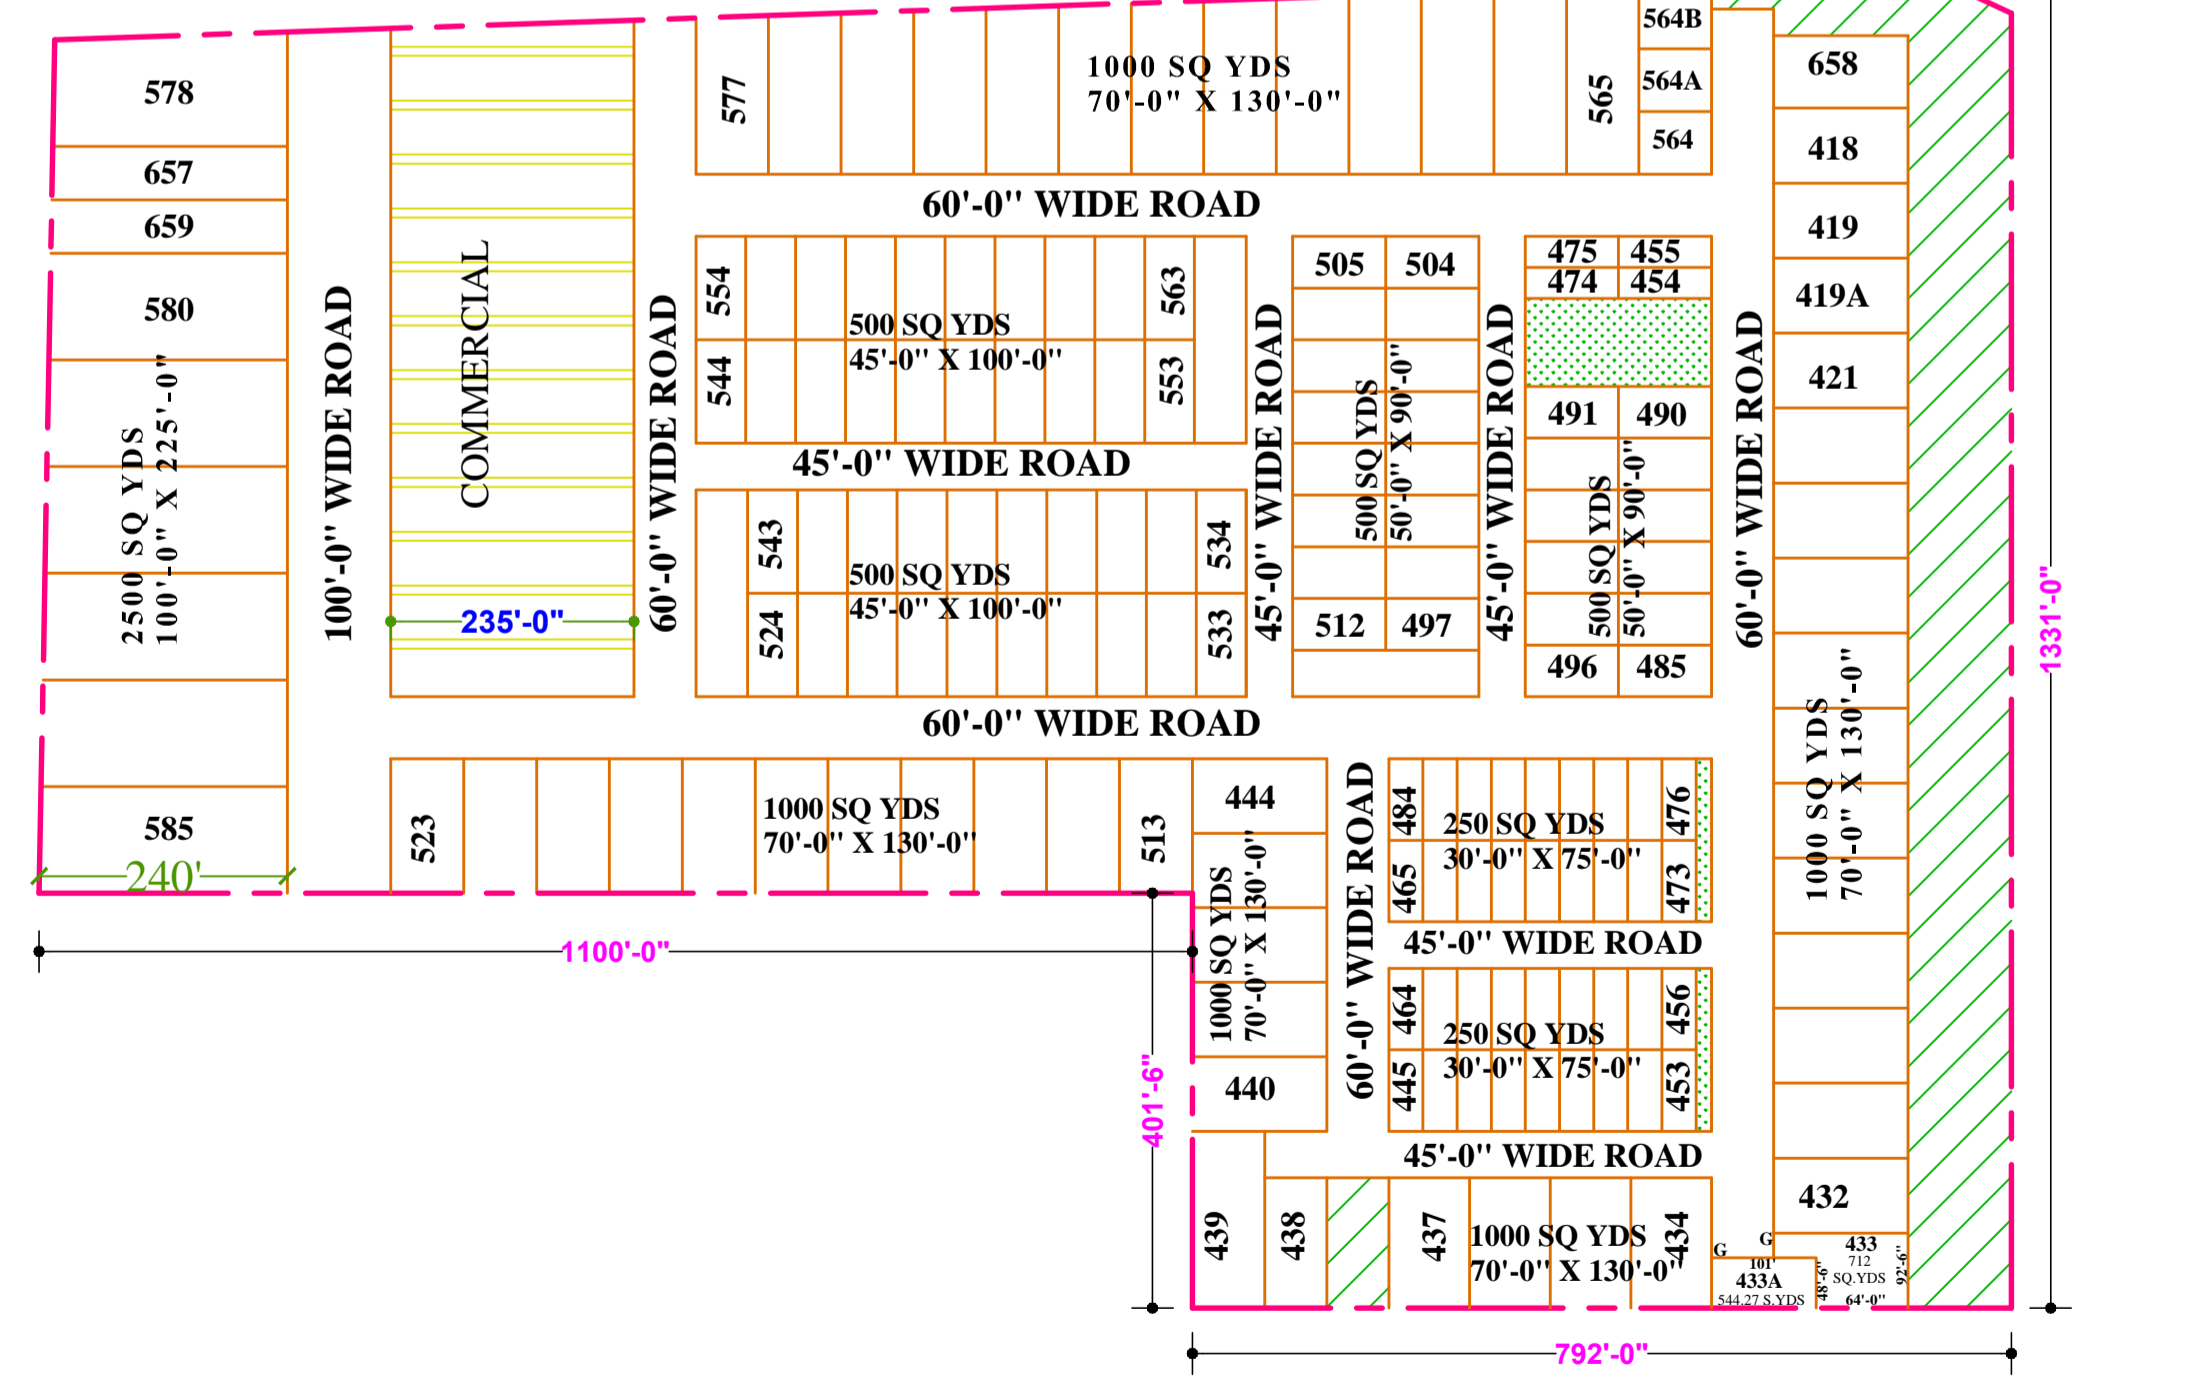 564B
578
577
1000 SQ YDS
70'-0" X 130'-0"
565
564A
564
658
418
657
659
60'-0" WIDE ROAD
419
419A
421
580
2500 SQ YDS
100'-0" X 225'-0"
585
240'
100'-0" WIDE ROAD
COMMERCIAL
235'-0"
60'-0" WIDE ROAD
554
563
500 SQ YDS
45'-0" X 100'-0"
544
553
45'-0" WIDE ROAD
543
534
500 SQ YDS
45'-0" X 100'-0"
524
533
45'-0" WIDE ROAD
505
504
500 SQ YDS
50'-0" X 90'-0"
512
497
45'-0" WIDE ROAD
475
455
474
454
491
490
500 SQ YDS
50'-0" X 90'-0"
496
485
60'-0" WIDE ROAD
1331'-0"
60'-0" WIDE ROAD
523
1000 SQ YDS
70'-0" X 130'-0"
513
444
1000 SQ YDS
70'-0" X 130'-0"
440
60'-0" WIDE ROAD
484
476
250 SQ YDS
30'-0" X 75'-0"
465
473
45'-0" WIDE ROAD
464
456
250 SQ YDS
30'-0" X 75'-0"
445
453
45'-0" WIDE ROAD
1000 SQ YDS
70'-0" X 130'-0"
432
1100'-0"
401'-6"
439
438
437
1000 SQ YDS
70'-0" X 130'-0"
434
G
G
101'
433A
544.27 S.YDS
48'-6"
433
712
SQ.YDS
64'-0"
92'-6"
792'-0"